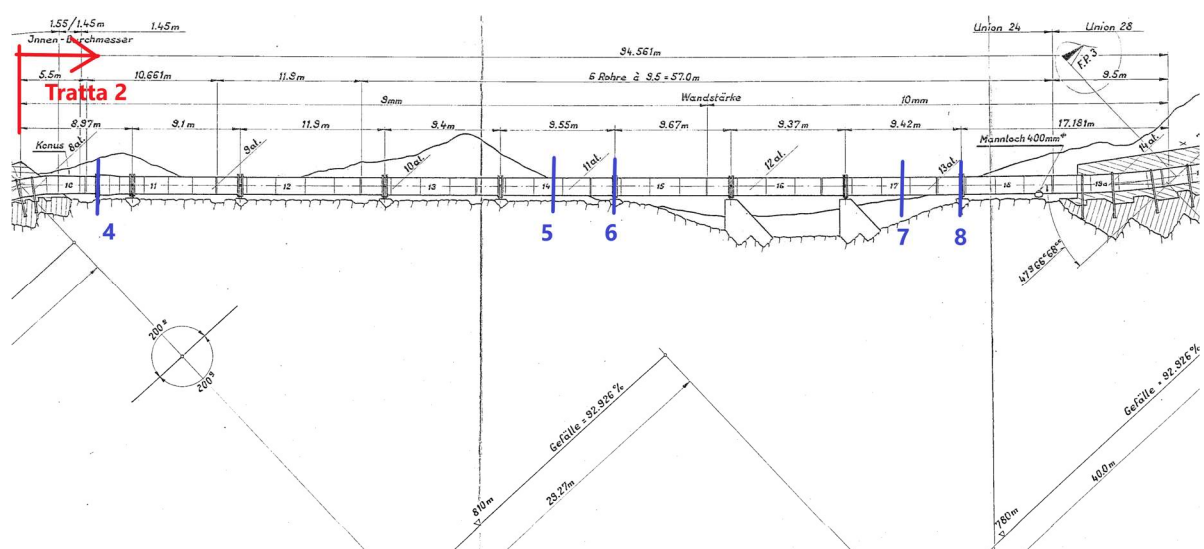 1.55/1.45m 1.45m
Innen-Durchmesser
Union 24 Union 28
94.561m
F.P.3
5.5m 10.661m 11.9m 6 Rohre à 9.5 = 57.0m 9.5m
Tratta 2
9mm Wandstärke 10mm
8.97m 9.1m 11.9m 9.4m 9.55m 9.67m 9.37m 9.42m 17.181m
Konus 8at. 9at. 10at. 11at. 12at. 13at. Mannloch 400mm 14at.
10 11 12 13 14 15 16 17 18 19a
4 5 6 7 8
47g66c68cc
200g
200g
Gefälle = 92.926%
29.27m
810m
Gefälle = 92.926%
40.0m
780m